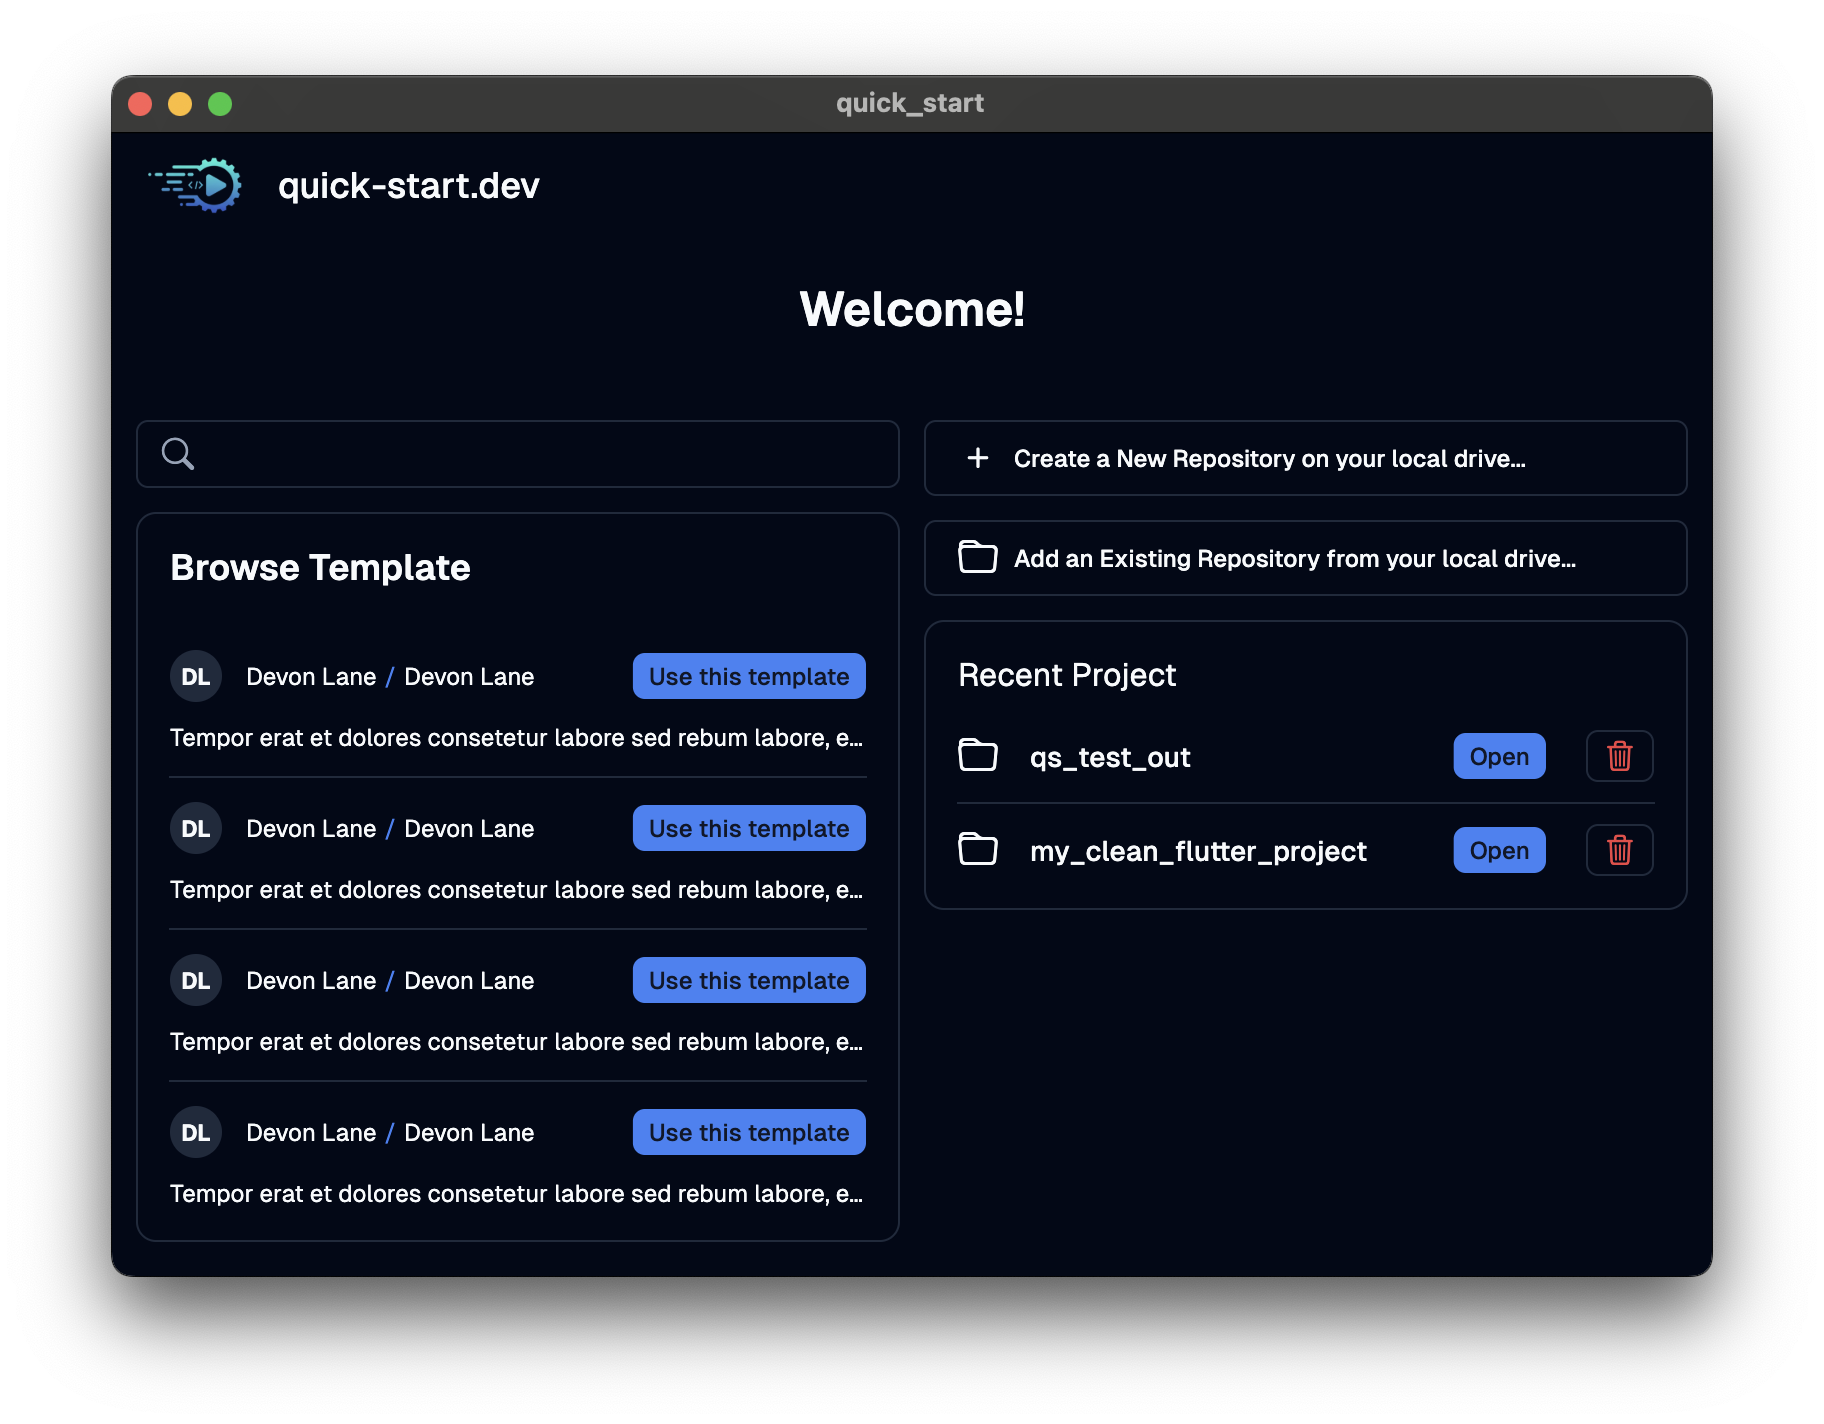 quick_start
</>
quick-start.dev
Welcome!
Browse Template
DL Devon Lane / Devon Lane Use this template
Tempor erat et dolores consetetur labore sed rebum labore, e...
DL Devon Lane / Devon Lane Use this template
Tempor erat et dolores consetetur labore sed rebum labore, e...
DL Devon Lane / Devon Lane Use this template
Tempor erat et dolores consetetur labore sed rebum labore, e...
DL Devon Lane / Devon Lane Use this template
Tempor erat et dolores consetetur labore sed rebum labore, e...
+ Create a New Repository on your local drive...
Add an Existing Repository from your local drive...
Recent Project
qs_test_out Open
my_clean_flutter_project Open